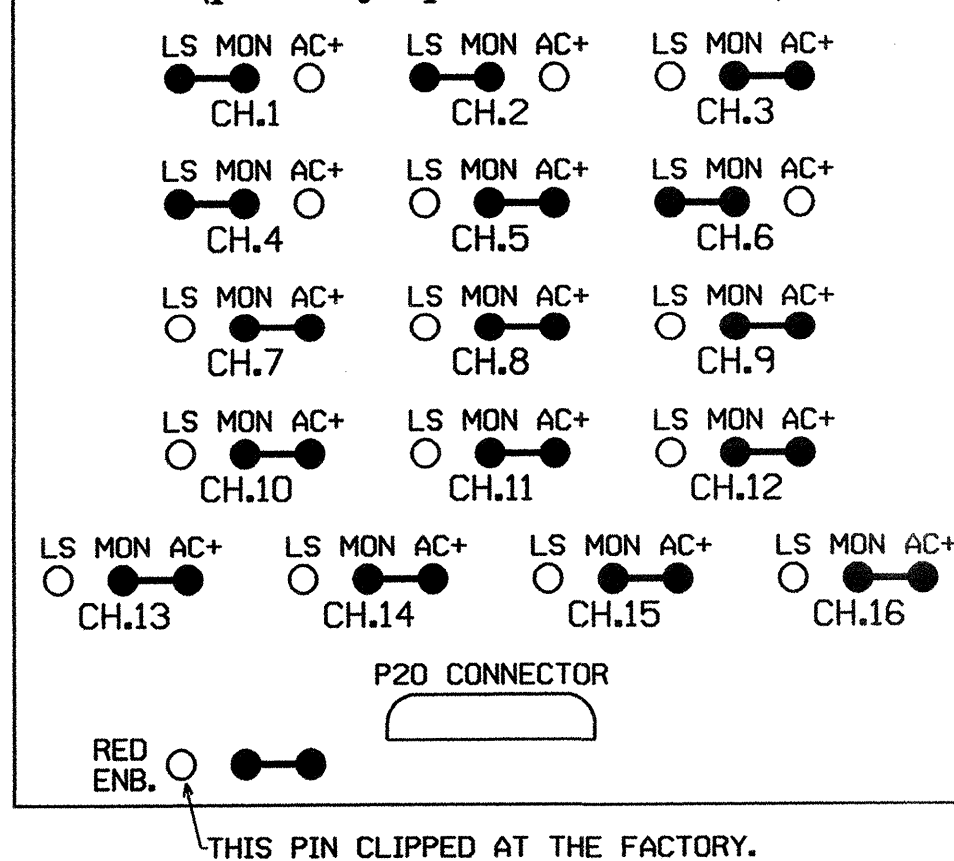 LS MON AC+ LS MON AC+ LS MON AC+
CH.1 CH.2 CH.3
LS MON AC+ LS MON AC+ LS MON AC+
CH.4 CH.5 CH.6
LS MON AC+ LS MON AC+ LS MON AC+
CH.7 CH.8 CH.9
LS MON AC+ LS MON AC+ LS MON AC+
CH.10 CH.11 CH.12
LS MON AC+ LS MON AC+ LS MON AC+ LS MON AC+
CH.13 CH.14 CH.15 CH.16
P20 CONNECTOR
RED
ENB.
THIS PIN CLIPPED AT THE FACTORY.